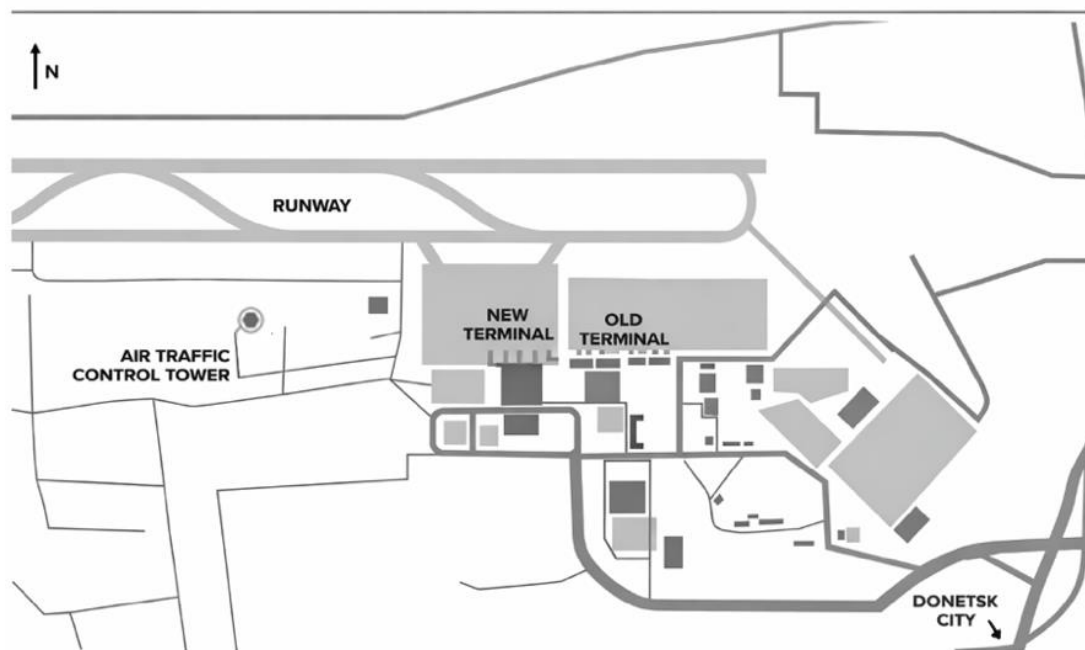 N
RUNWAY
NEW
TERMINAL
OLD
TERMINAL
AIR TRAFFIC
CONTROL TOWER
DONETSK
CITY